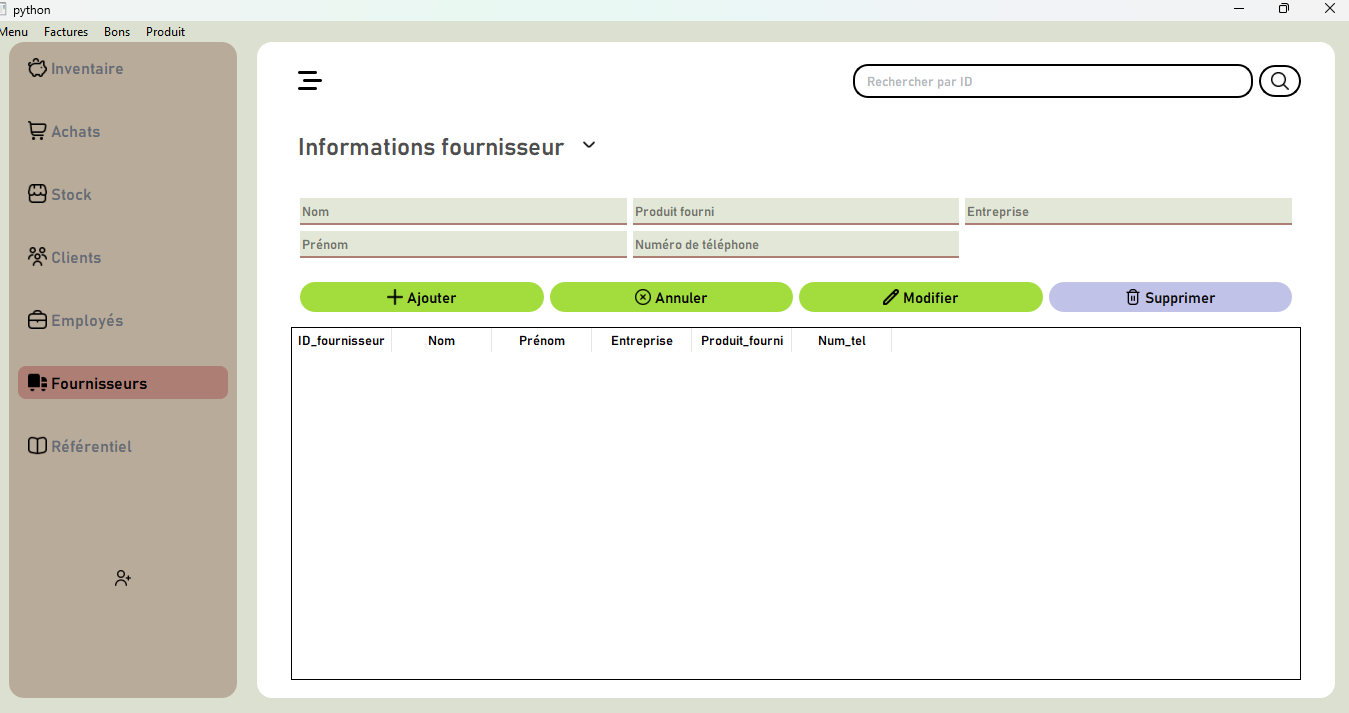 python
Menu Factures Bons Produit
Inventaire
Achats
Stock
Clients
Employés
Fournisseurs
Référentiel
Rechercher par ID
Informations fournisseur
Nom Produit fourni Entreprise
Prénom Numéro de téléphone
Ajouter Annuler Modifier Supprimer
ID_fournisseur Nom Prénom Entreprise Produit_fourni Num_tel